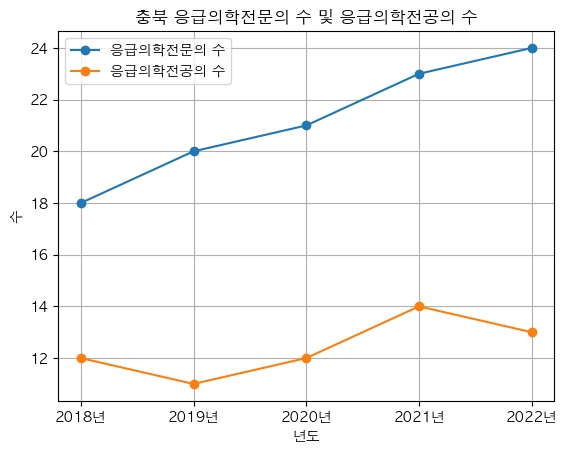 충북 응급의학전문의 수 및 응급의학전공의 수
응급의학전문의 수
응급의학전공의 수
24
22
20
18
16
14
12
수
2018년 2019년 2020년 2021년 2022년
년도